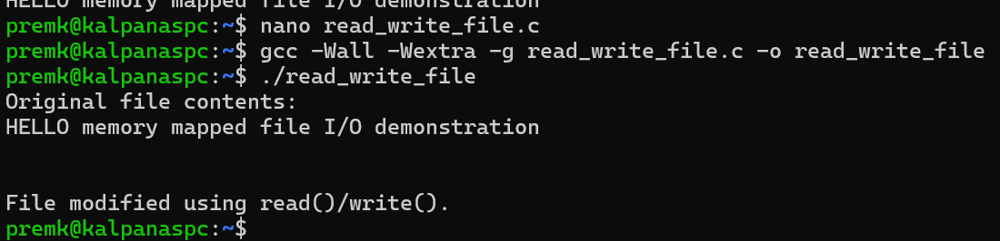 HELLO memory mapped file I/O demonstration
premk@kalpanaspc:~$ nano read_write_file.c
premk@kalpanaspc:~$ gcc -Wall -Wextra -g read_write_file.c -o read_write_file
premk@kalpanaspc:~$ ./read_write_file
Original file contents:
HELLO memory mapped file I/O demonstration
File modified using read()/write().
premk@kalpanaspc:~$